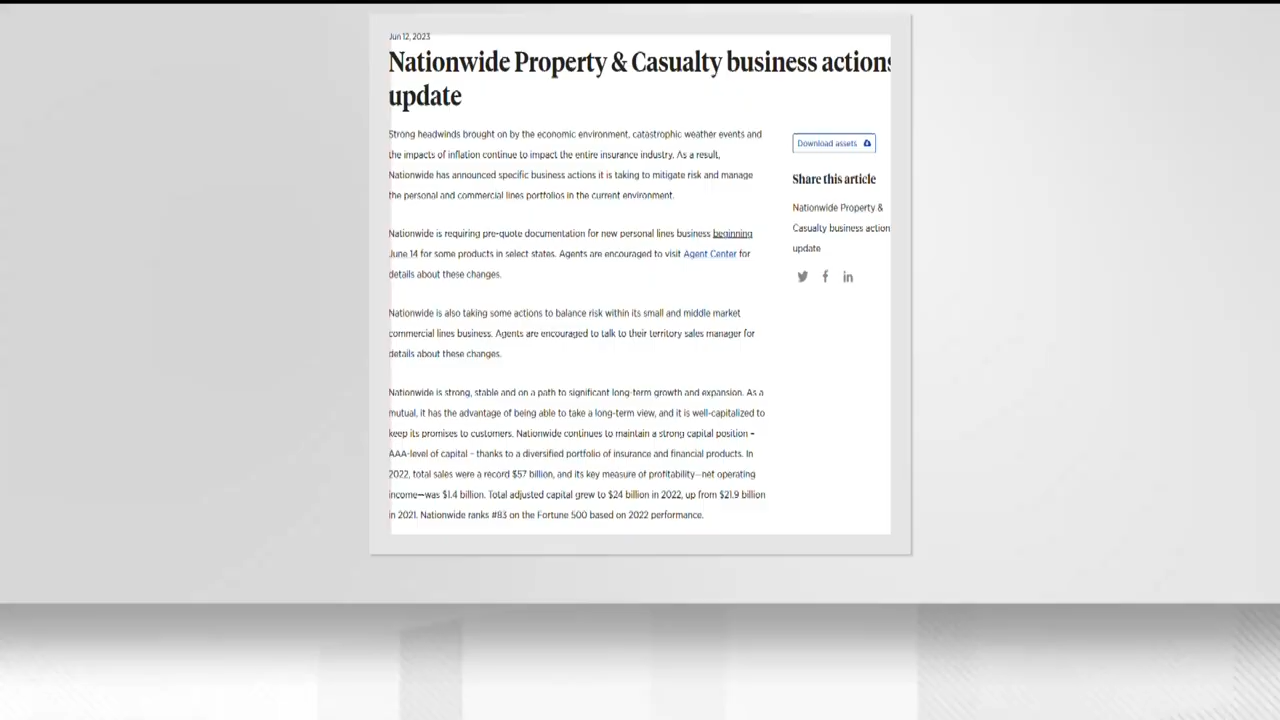 Jun 12, 2023
Nationwide Property & Casualty business actions
update
Strong headwinds brought on by the economic environment, catastrophic weather events and
the impacts of inflation continue to impact the entire insurance industry. As a result,
Nationwide has announced specific business actions it is taking to mitigate risk and manage
the personal and commercial lines portfolios in the current environment.
Nationwide is requiring pre-quote documentation for new personal lines business beginning
June 14 for some products in select states. Agents are encouraged to visit Agent Center for
details about these changes.
Nationwide is also taking some actions to balance risk within its small and middle market
commercial lines business. Agents are encouraged to talk to their territory sales manager for
details about these changes.
Nationwide is strong, stable and on a path to significant long-term growth and expansion. As a
mutual, it has the advantage of being able to take a long-term view, and it is well-capitalized to
keep its promises to customers. Nationwide continues to maintain a strong capital position –
AAA-level of capital – thanks to a diversified portfolio of insurance and financial products. In
2022, total sales were a record $57 billion, and its key measure of profitability—net operating
income—was $1.4 billion. Total adjusted capital grew to $24 billion in 2022, up from $21.9 billion
in 2021. Nationwide ranks #83 on the Fortune 500 based on 2022 performance.
Download assets
Share this article
Nationwide Property &
Casualty business action
update